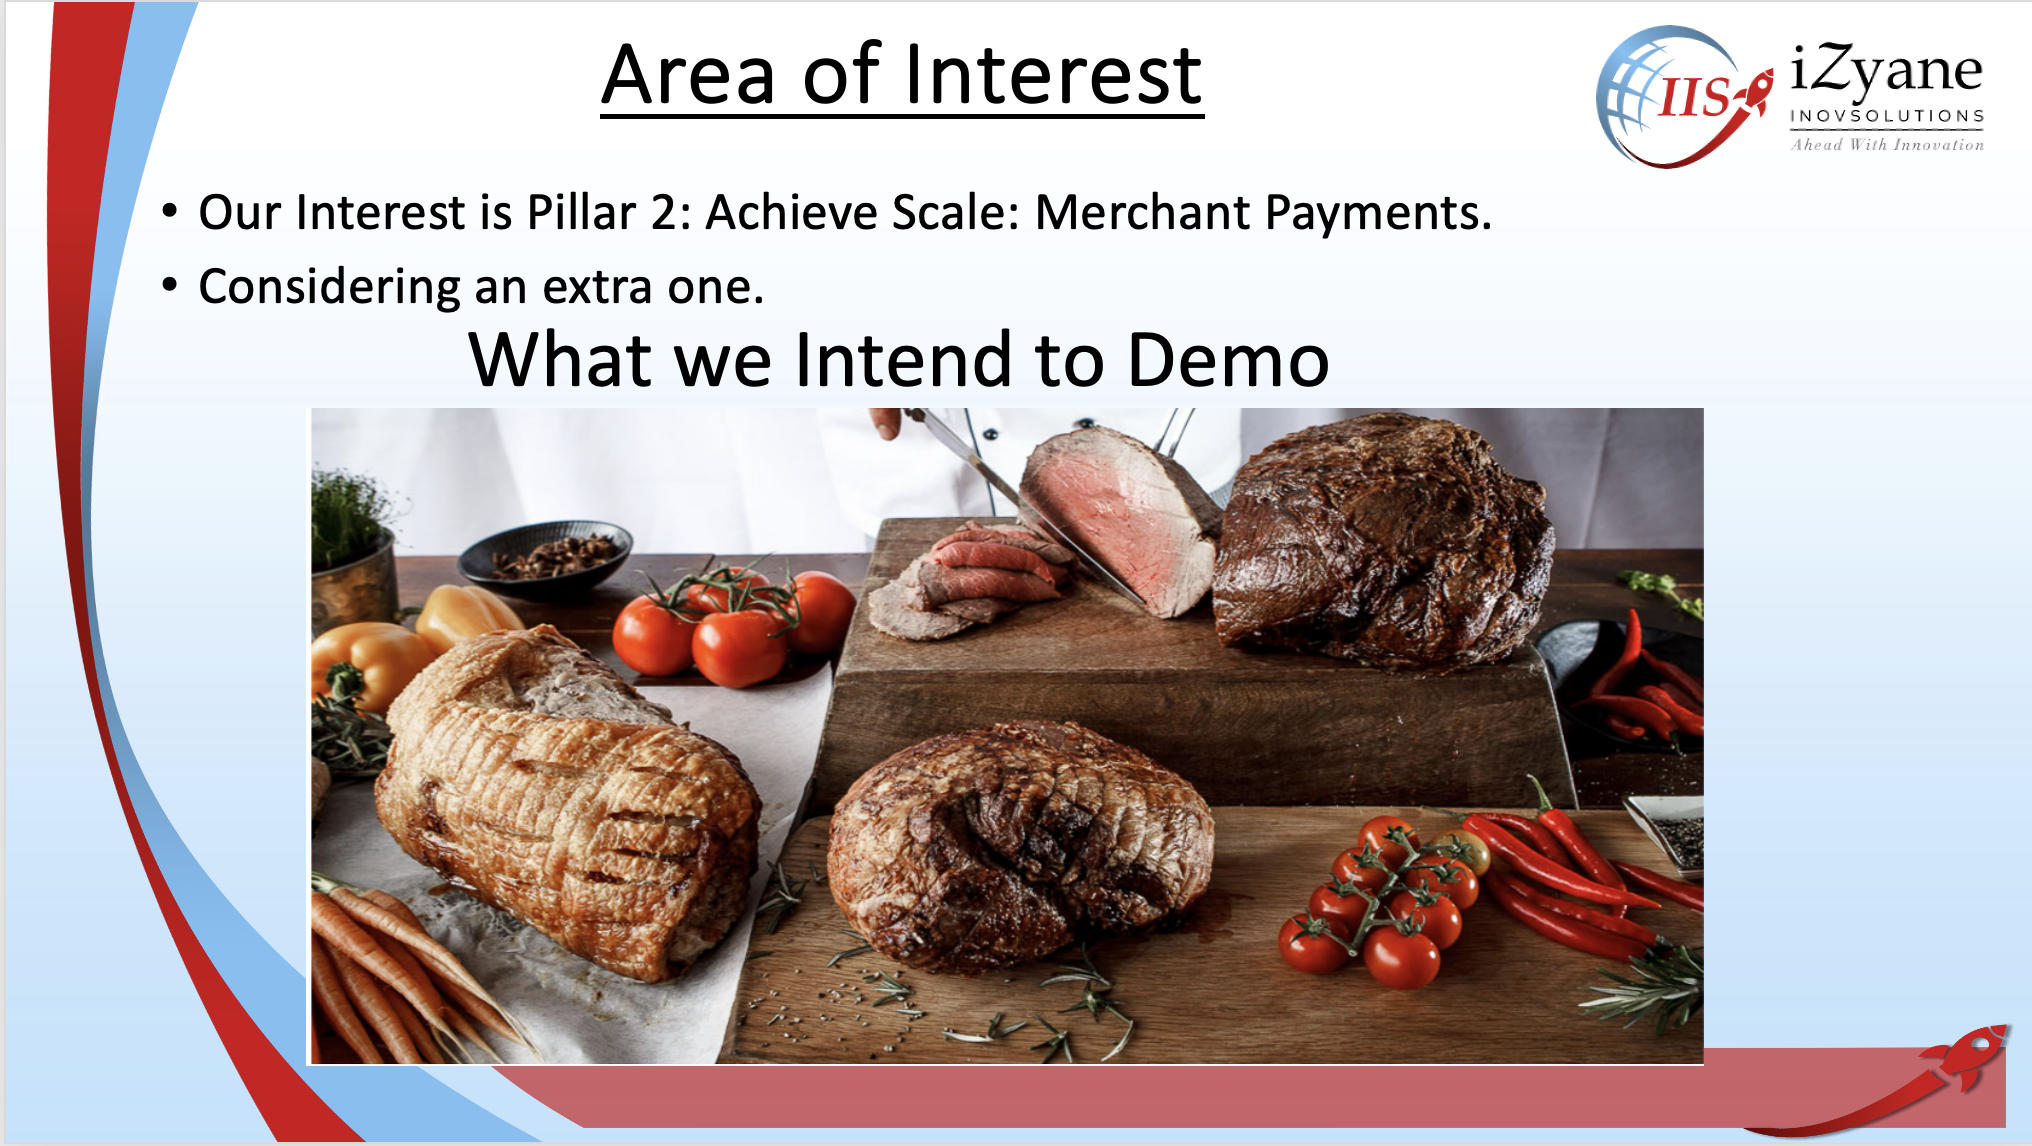 Area of Interest
IIS
iZyane
INOVSOLUTIONS
Ahead With Innovation
• Our Interest is Pillar 2: Achieve Scale: Merchant Payments.
• Considering an extra one.
What we Intend to Demo